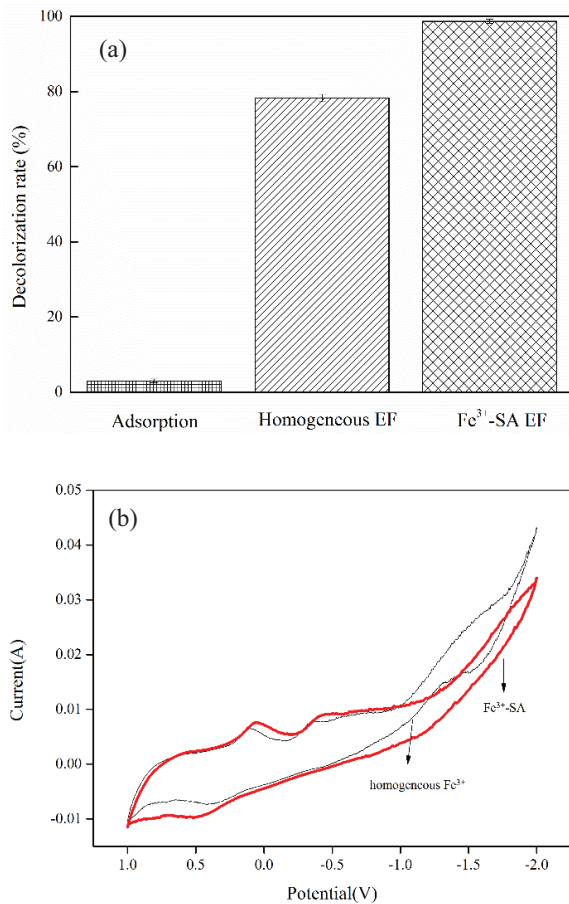 (a)
Decolorization rate (%)
100
80
60
40
20
0
Adsorption
Homogeneous EF
Fe³⁺-SA EF
(b)
Current(A)
0.05
0.04
0.03
0.02
0.01
0.00
-0.01
Fe³⁺-SA
homogeneous Fe³⁺
1.0 0.5 0.0 -0.5 -1.0 -1.5 -2.0
Potential(V)